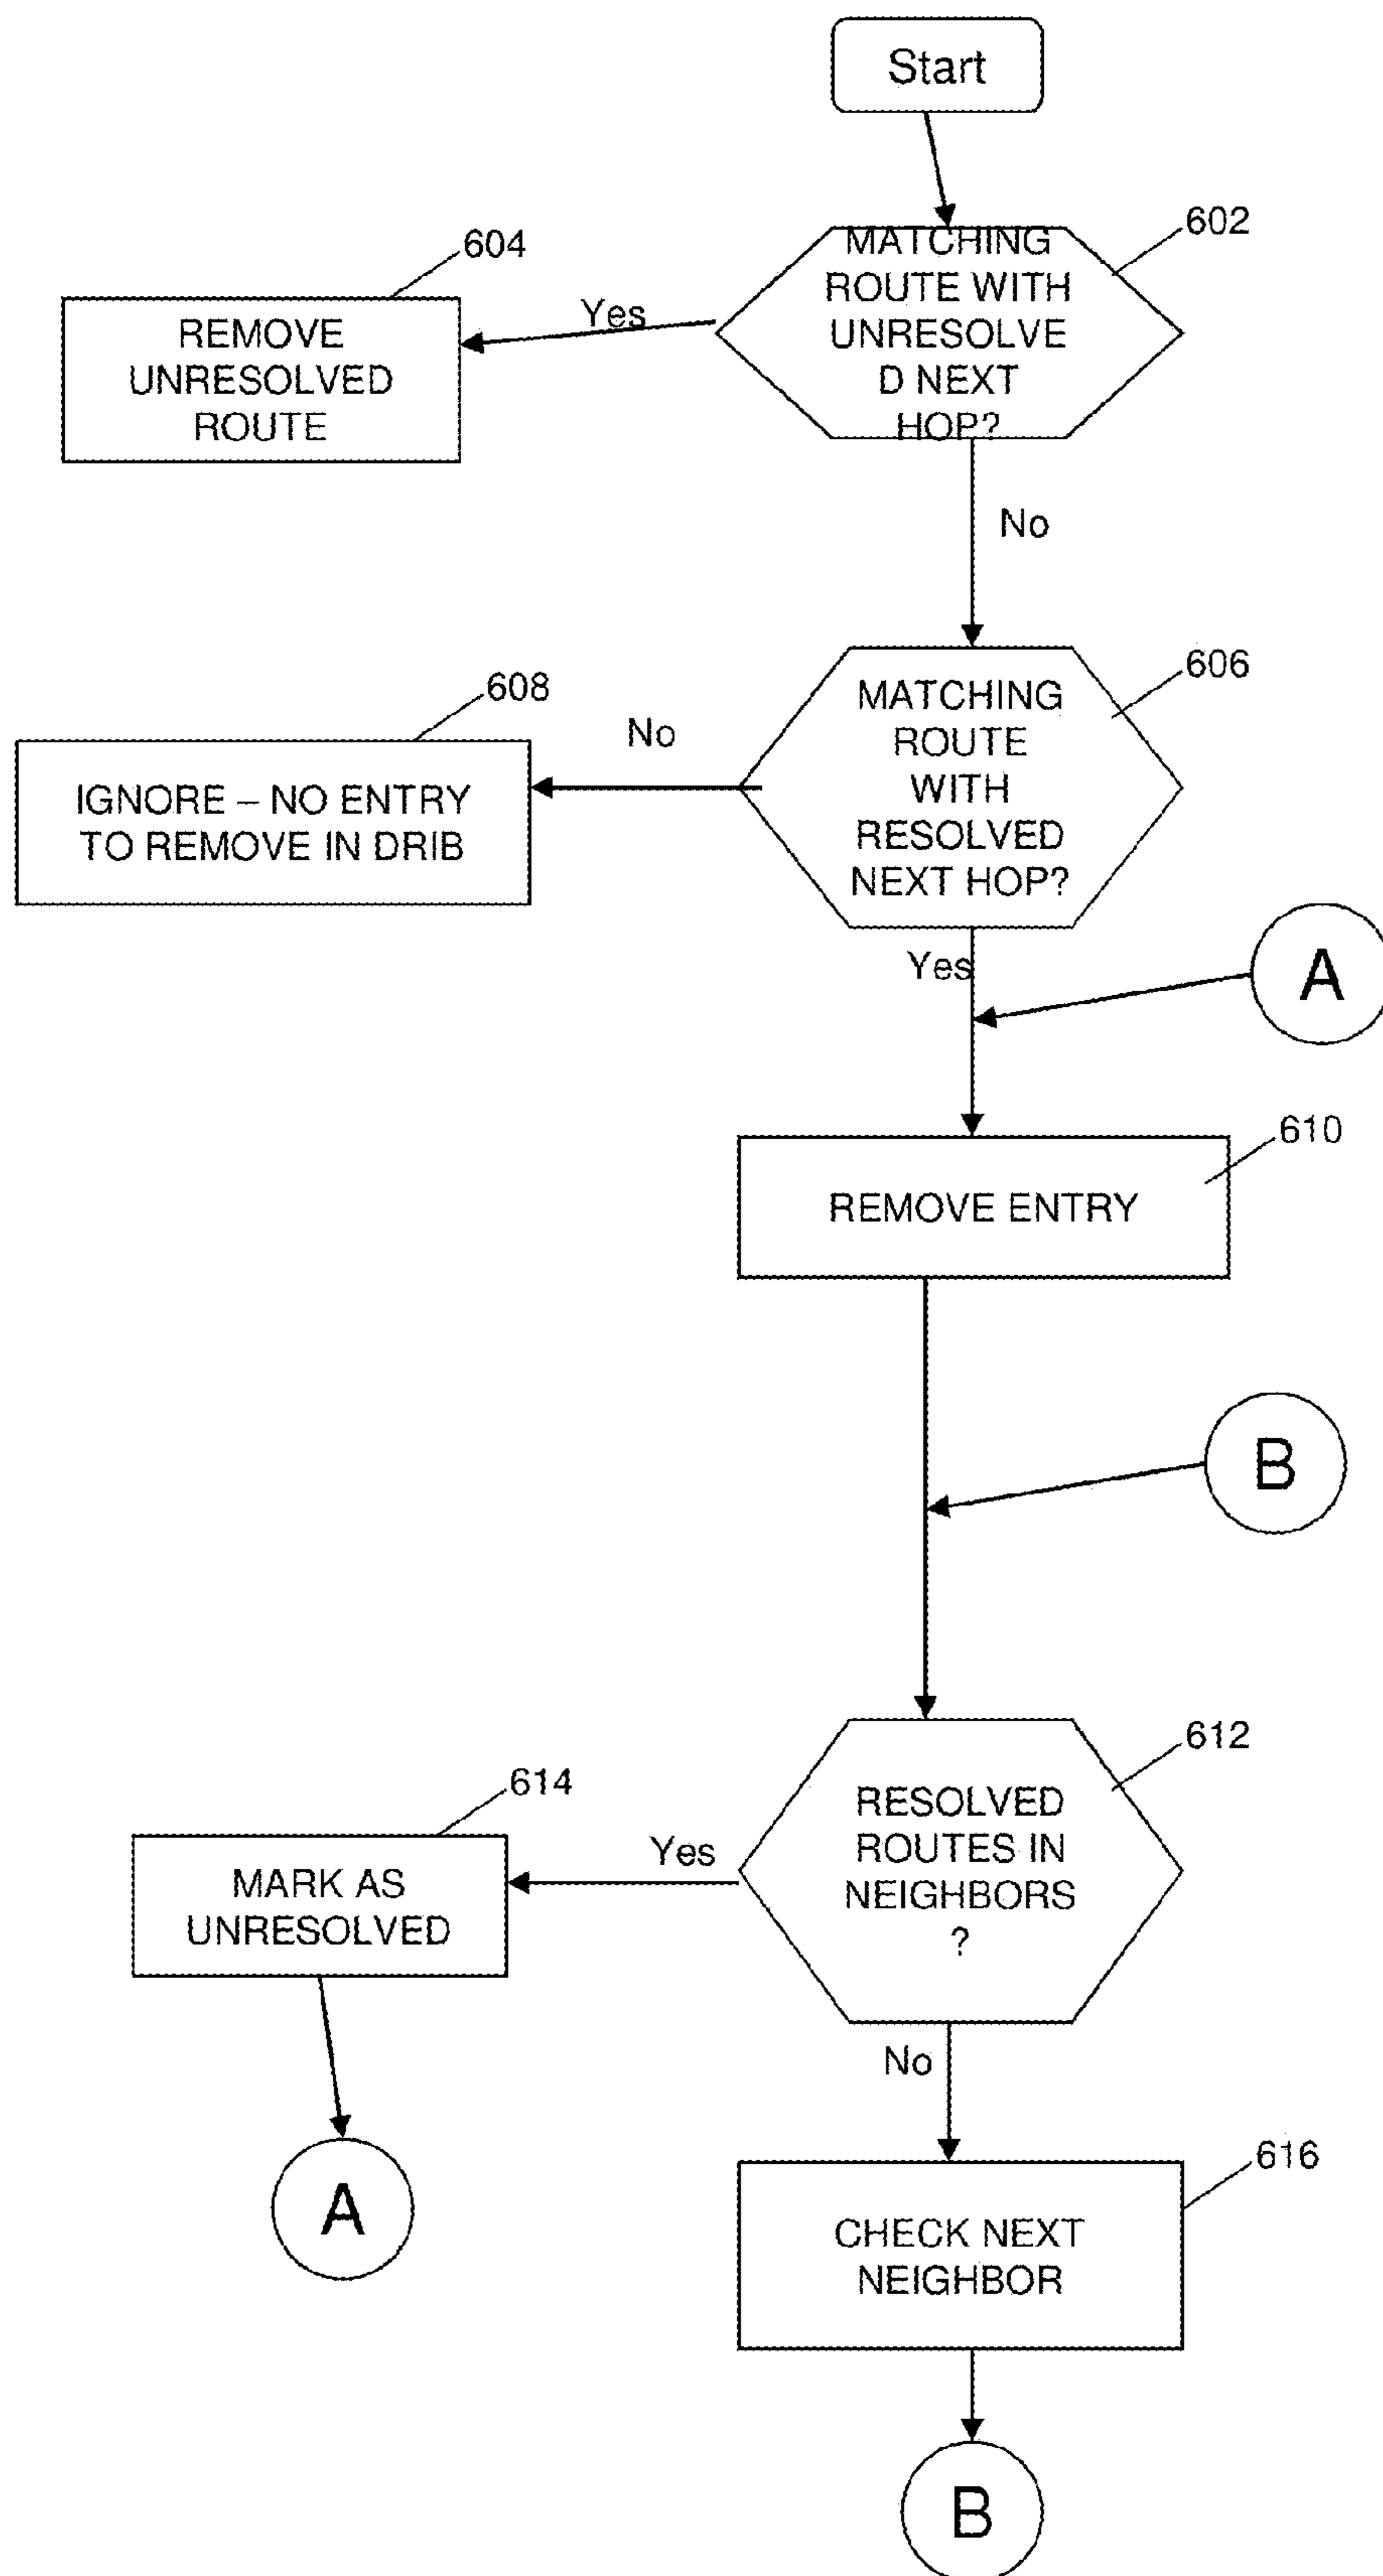 Start
602
MATCHING
ROUTE WITH
UNRESOLVE
D NEXT
HOP?
604
Yes
REMOVE
UNRESOLVED
ROUTE
No
606
MATCHING
ROUTE
WITH
RESOLVED
NEXT HOP?
608
No
IGNORE – NO ENTRY
TO REMOVE IN DRIB
Yes
A
610
REMOVE ENTRY
B
612
RESOLVED
ROUTES IN
NEIGHBORS
?
614
Yes
MARK AS
UNRESOLVED
No
A
616
CHECK NEXT
NEIGHBOR
B